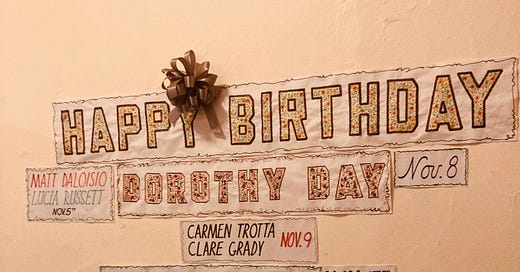 HAPPY BIRTHDAY
DOROTHY DAY
Nov. 8
MATT DALOISIO
LUCIA RUSSETT
NOV.5TH
CARMEN TROTTA
CLARE GRADY
NOV.9